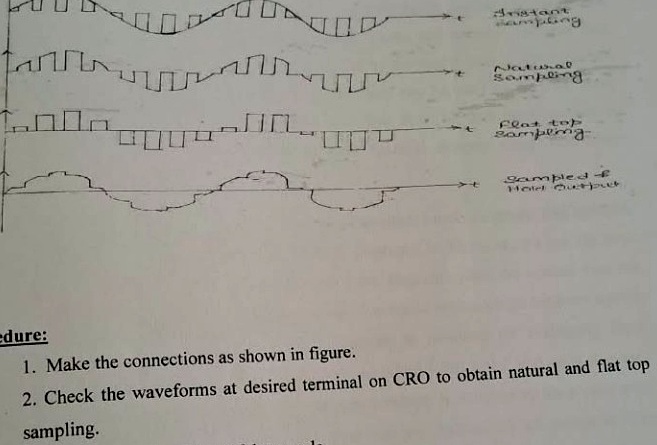 Instant
sampling
t
Natural
Sampling
t
Flat top
Sampling
t
Sampled &
Hold Output
t
edure:
1. Make the connections as shown in figure.
2. Check the waveforms at desired terminal on CRO to obtain natural and flat top
sampling.